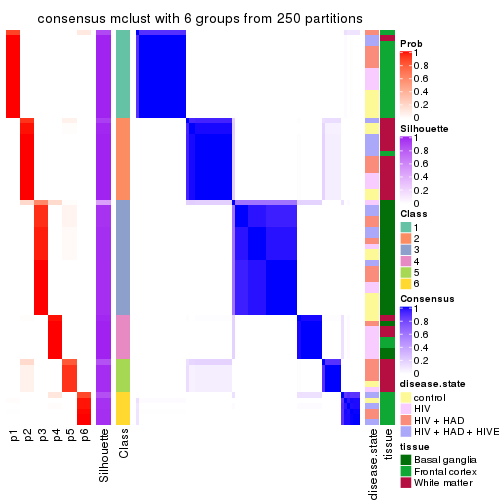 consensus mclust with 6 groups from 250 partitions
Prob
1
0.8
0.6
0.4
0.2
0
Silhouette
1
0.8
0.6
0.4
0.2
0
Class
1
2
3
4
5
6
Consensus
1
0.8
0.6
0.4
0.2
0
disease.state
control
HIV
HIV + HAD
HIV + HAD + HIVE
tissue
Basal ganglia
Frontal cortex
White matter
p1
p2
p3
p4
p5
p6
Silhouette
Class
disease.state
tissue